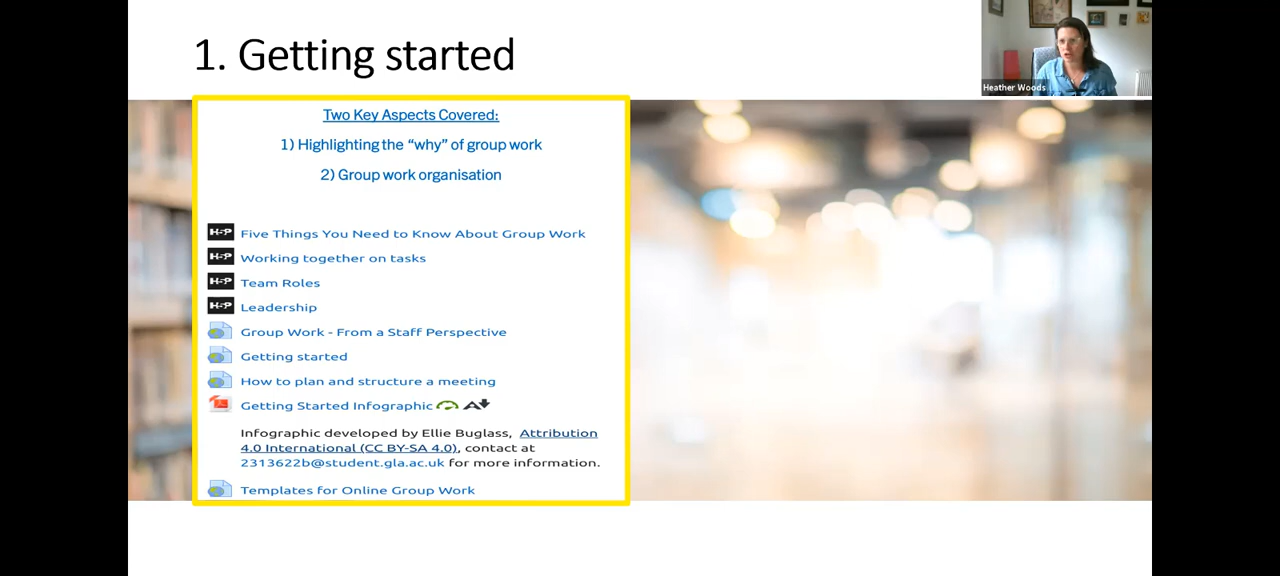 1. Getting started
Heather Woods
Two Key Aspects Covered:
1) Highlighting the “why” of group work
2) Group work organisation
H-P Five Things You Need to Know About Group Work
H-P Working together on tasks
H-P Team Roles
H-P Leadership
Group Work - From a Staff Perspective
Getting started
How to plan and structure a meeting
Getting Started Infographic A
Infographic developed by Ellie Buglass, Attribution
4.0 International (CC BY-SA 4.0), contact at
2313622b@student.gla.ac.uk for more information.
Templates for Online Group Work